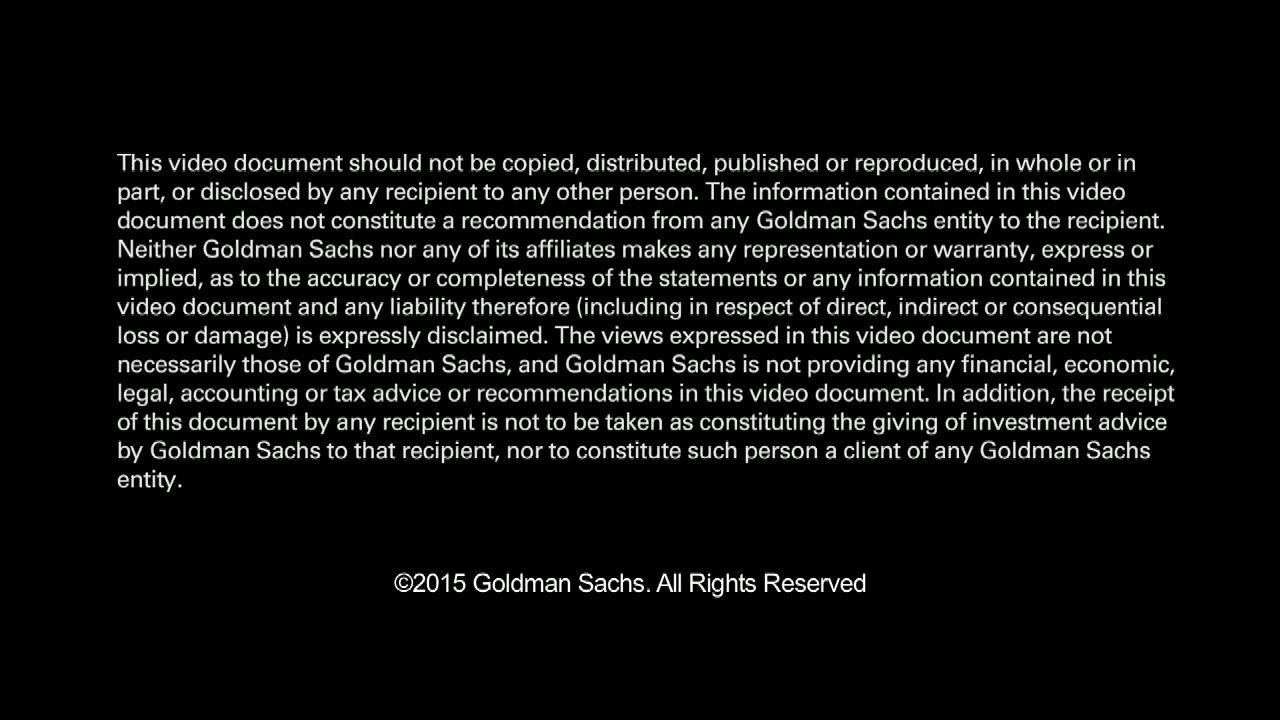 This video document should not be copied, distributed, published or reproduced, in whole or in
part, or disclosed by any recipient to any other person. The information contained in this video
document does not constitute a recommendation from any Goldman Sachs entity to the recipient.
Neither Goldman Sachs nor any of its affiliates makes any representation or warranty, express or
implied, as to the accuracy or completeness of the statements or any information contained in this
video document and any liability therefore (including in respect of direct, indirect or consequential
loss or damage) is expressly disclaimed. The views expressed in this video document are not
necessarily those of Goldman Sachs, and Goldman Sachs is not providing any financial, economic,
legal, accounting or tax advice or recommendations in this video document. In addition, the receipt
of this document by any recipient is not to be taken as constituting the giving of investment advice
by Goldman Sachs to that recipient, nor to constitute such person a client of any Goldman Sachs
entity.
©2015 Goldman Sachs. All Rights Reserved